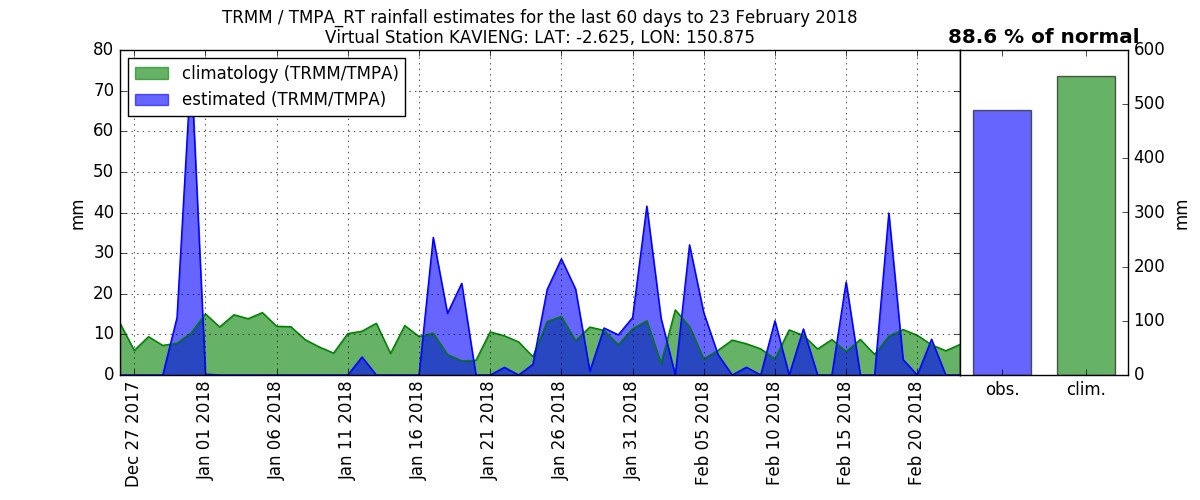 TRMM / TMPA_RT rainfall estimates for the last 60 days to 23 February 2018
Virtual Station KAVIENG: LAT: -2.625, LON: 150.875
88.6 % of normal
climatology (TRMM/TMPA)
estimated (TRMM/TMPA)
80
70
60
50
40
30
20
10
0
mm
Dec 27 2017
Jan 01 2018
Jan 06 2018
Jan 11 2018
Jan 16 2018
Jan 21 2018
Jan 26 2018
Jan 31 2018
Feb 05 2018
Feb 10 2018
Feb 15 2018
Feb 20 2018
600
500
400
300
200
100
0
mm
obs.
clim.